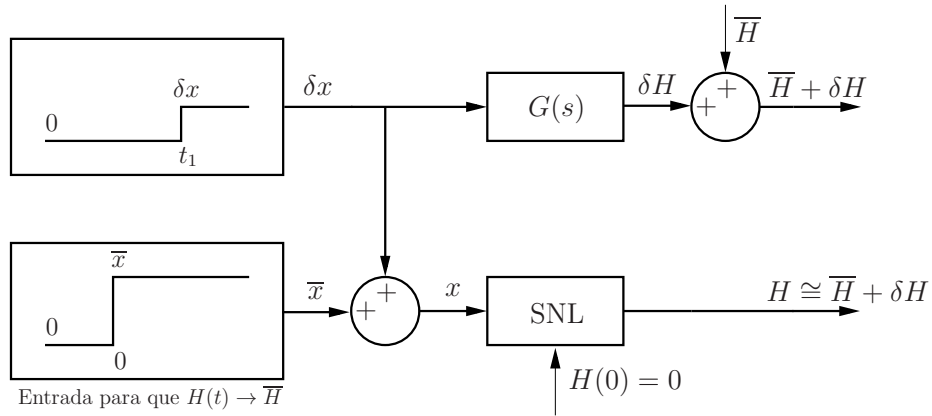 0
δx
t₁
δx
G(s)
δH
H̅
+
+
H̅ + δH
0
x̅
0
x̅
+
+
x
SNL
H ≅ H̅ + δH
H(0) = 0
Entrada para que H(t) → H̅